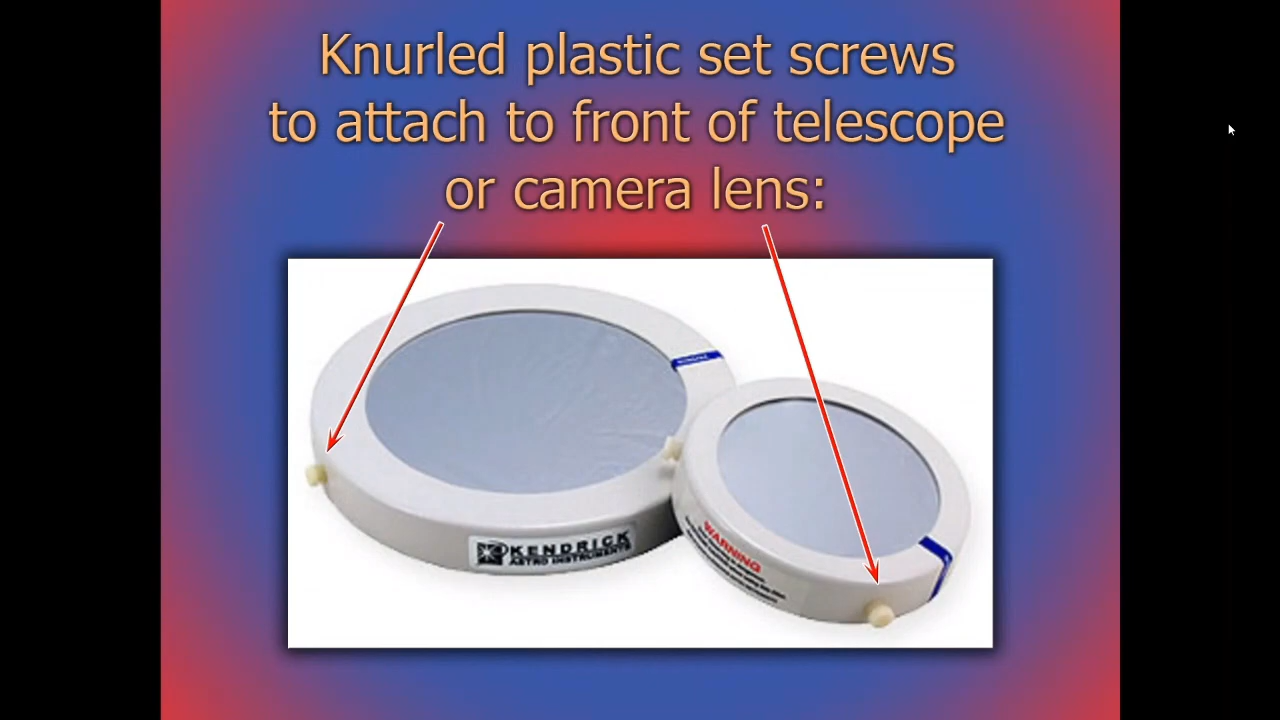 Knurled plastic set screws
to attach to front of telescope
or camera lens:
KENDRICK
ASTRO INSTRUMENTS
WARNING